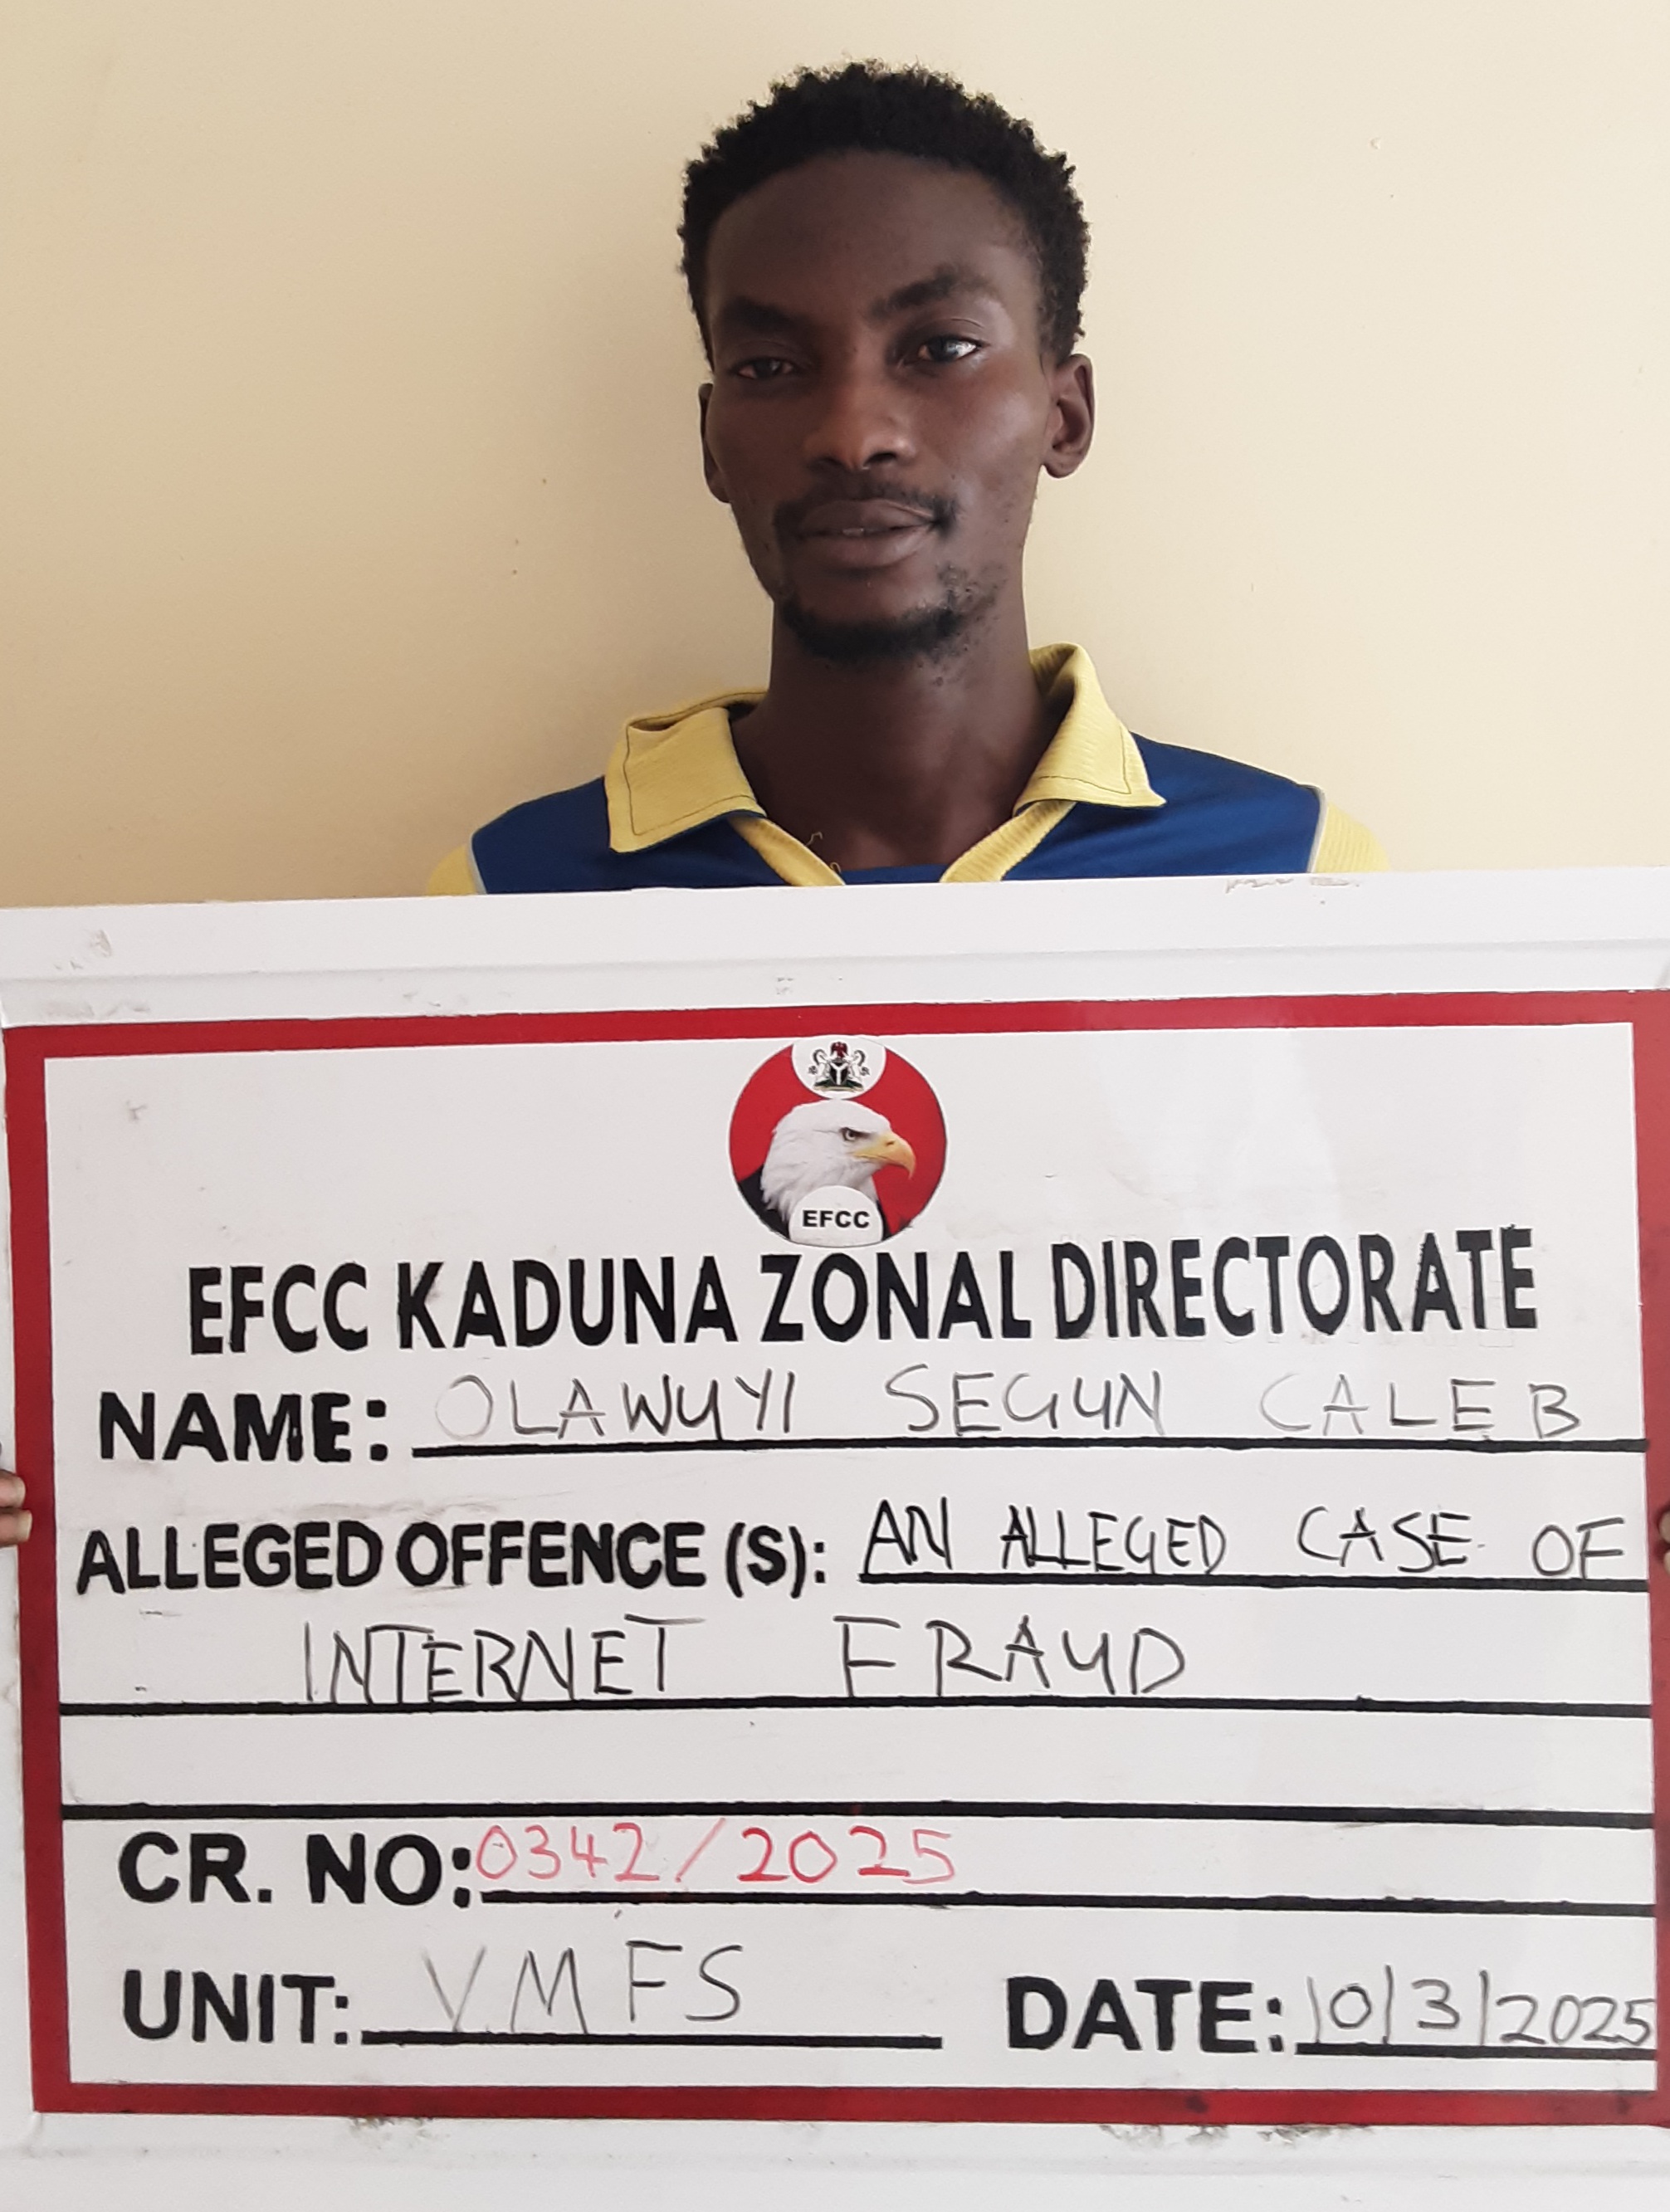 EFCC
EFCC KADUNA ZONAL DIRECTORATE
NAME: OLAWUYI SEGUN CALEB
ALLEGED OFFENCE (S): AN ALLEGED CASE OF
INTERNET FRAUD
CR. NO: 0342/2025
UNIT: V.M.F.S DATE: 10/3/2025